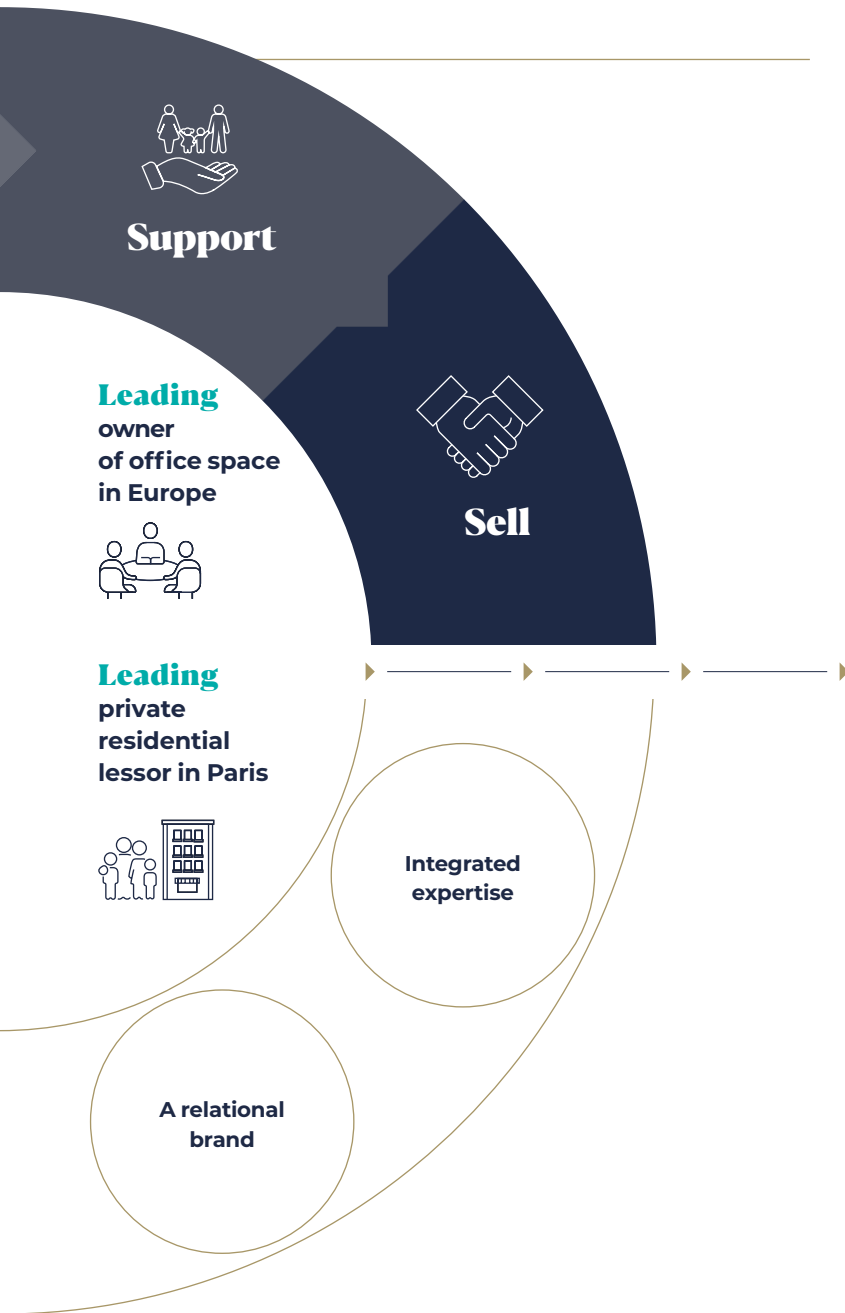 Support
Leading
owner
of office space
in Europe
Sell
Leading
private
residential
lessor in Paris
Integrated
expertise
A relational
brand